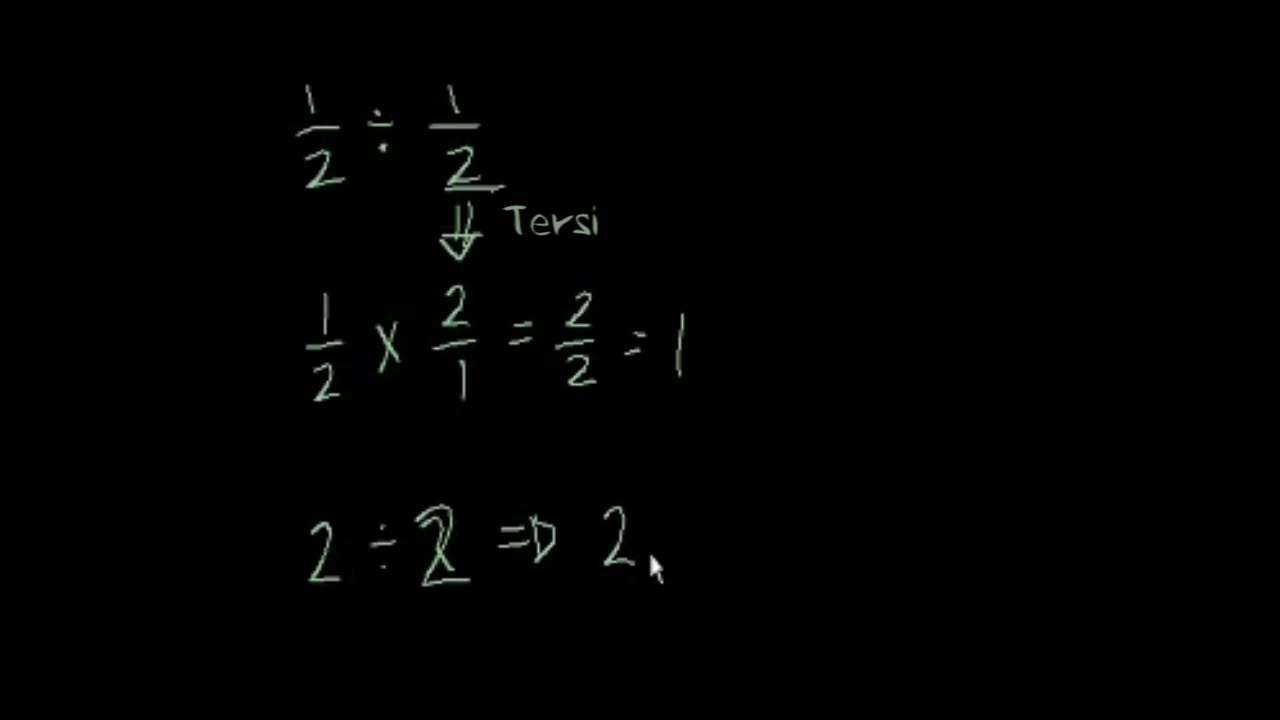 1/2 ÷ 1/2
Tersi
1/2 x 2/1 = 2/2 = 1
2 ÷ 2 => 2